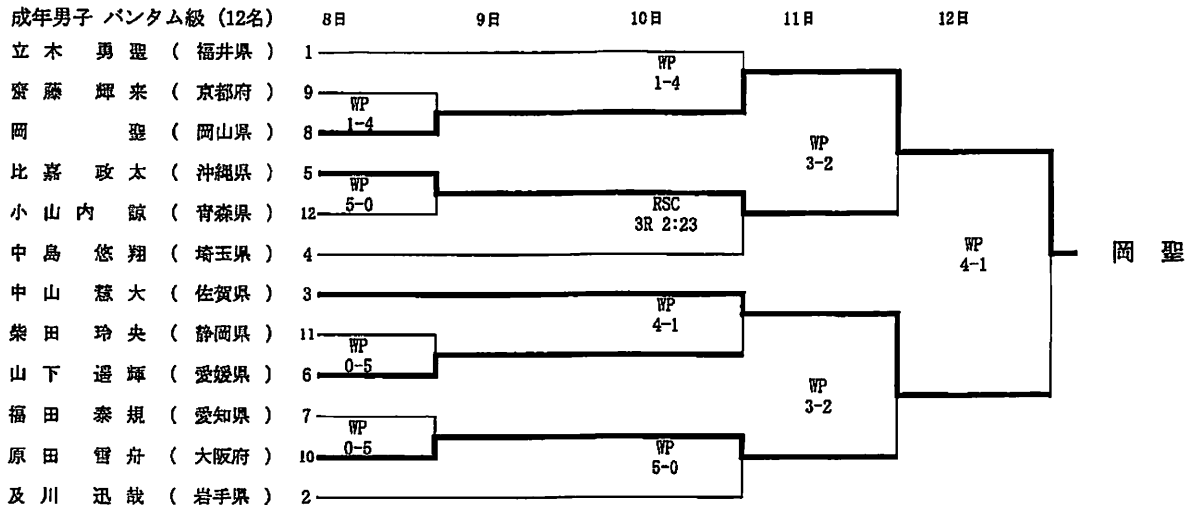 成年男子 バンタム級 (12名) 8日 9日 10日 11日 12日
立木 勇聖 ( 福井県 ) 1
齋藤 輝来 ( 京都府 ) 9
岡 聖 ( 岡山県 ) 8
比嘉 政太 ( 沖縄県 ) 5
小山内 諒 ( 青森県 ) 12
中島 悠翔 ( 埼玉県 ) 4
中山 慧大 ( 佐賀県 ) 3
柴田 玲央 ( 静岡県 ) 11
山下 遥輝 ( 愛媛県 ) 6
福田 泰規 ( 愛知県 ) 7
原田 雪舟 ( 大阪府 ) 10
及川 迅哉 ( 岩手県 ) 2
WP
1-4
WP
5-0
WP
0-5
WP
0-5
WP
1-4
RSC
3R 2:23
WP
4-1
WP
5-0
WP
3-2
WP
3-2
WP
4-1
岡 聖